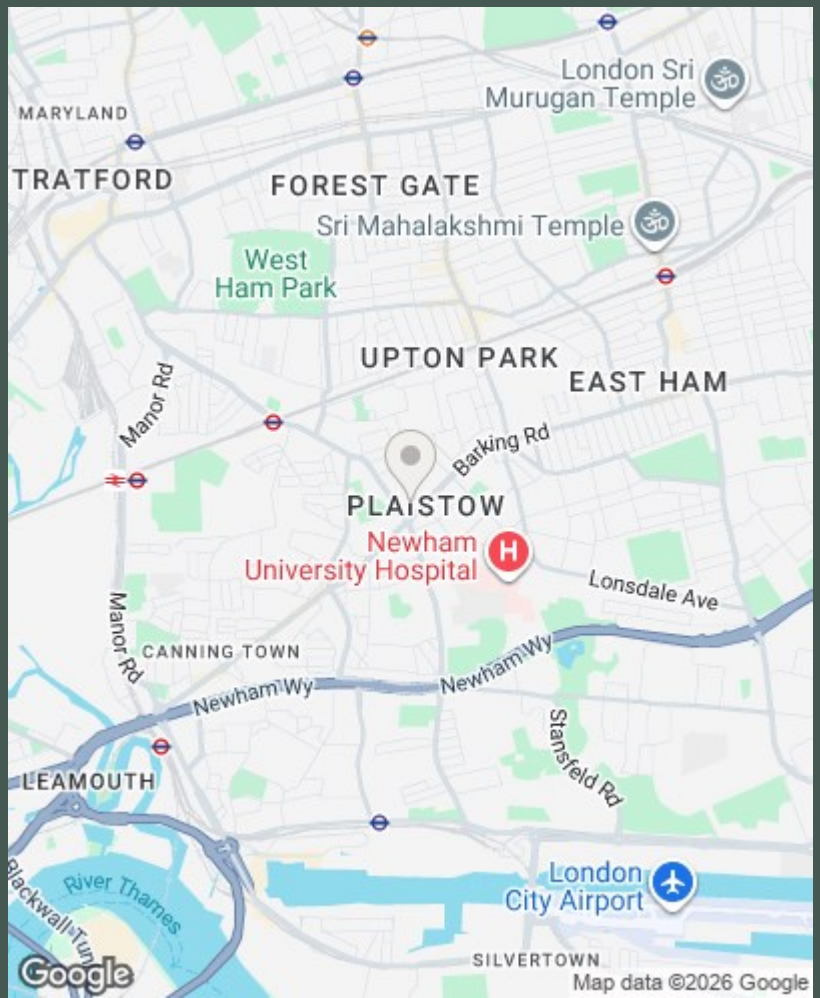 London Sri
Murugan Temple
MARYLAND
TRATFORD
FOREST GATE
Sri Mahalakshmi Temple
West
Ham Park
UPTON PARK
EAST HAM
Manor Rd
Barking Rd
PLAISTOW
Newham
University Hospital
H
Lonsdale Ave
Manor Rd
CANNING TOWN
Newham Wy
Newham Wy
Stansfeld Rd
LEAMOUTH
London
City Airport
River Thames
Blackwall Tunn
SILVERTOWN
Google
Map data ©2026 Google